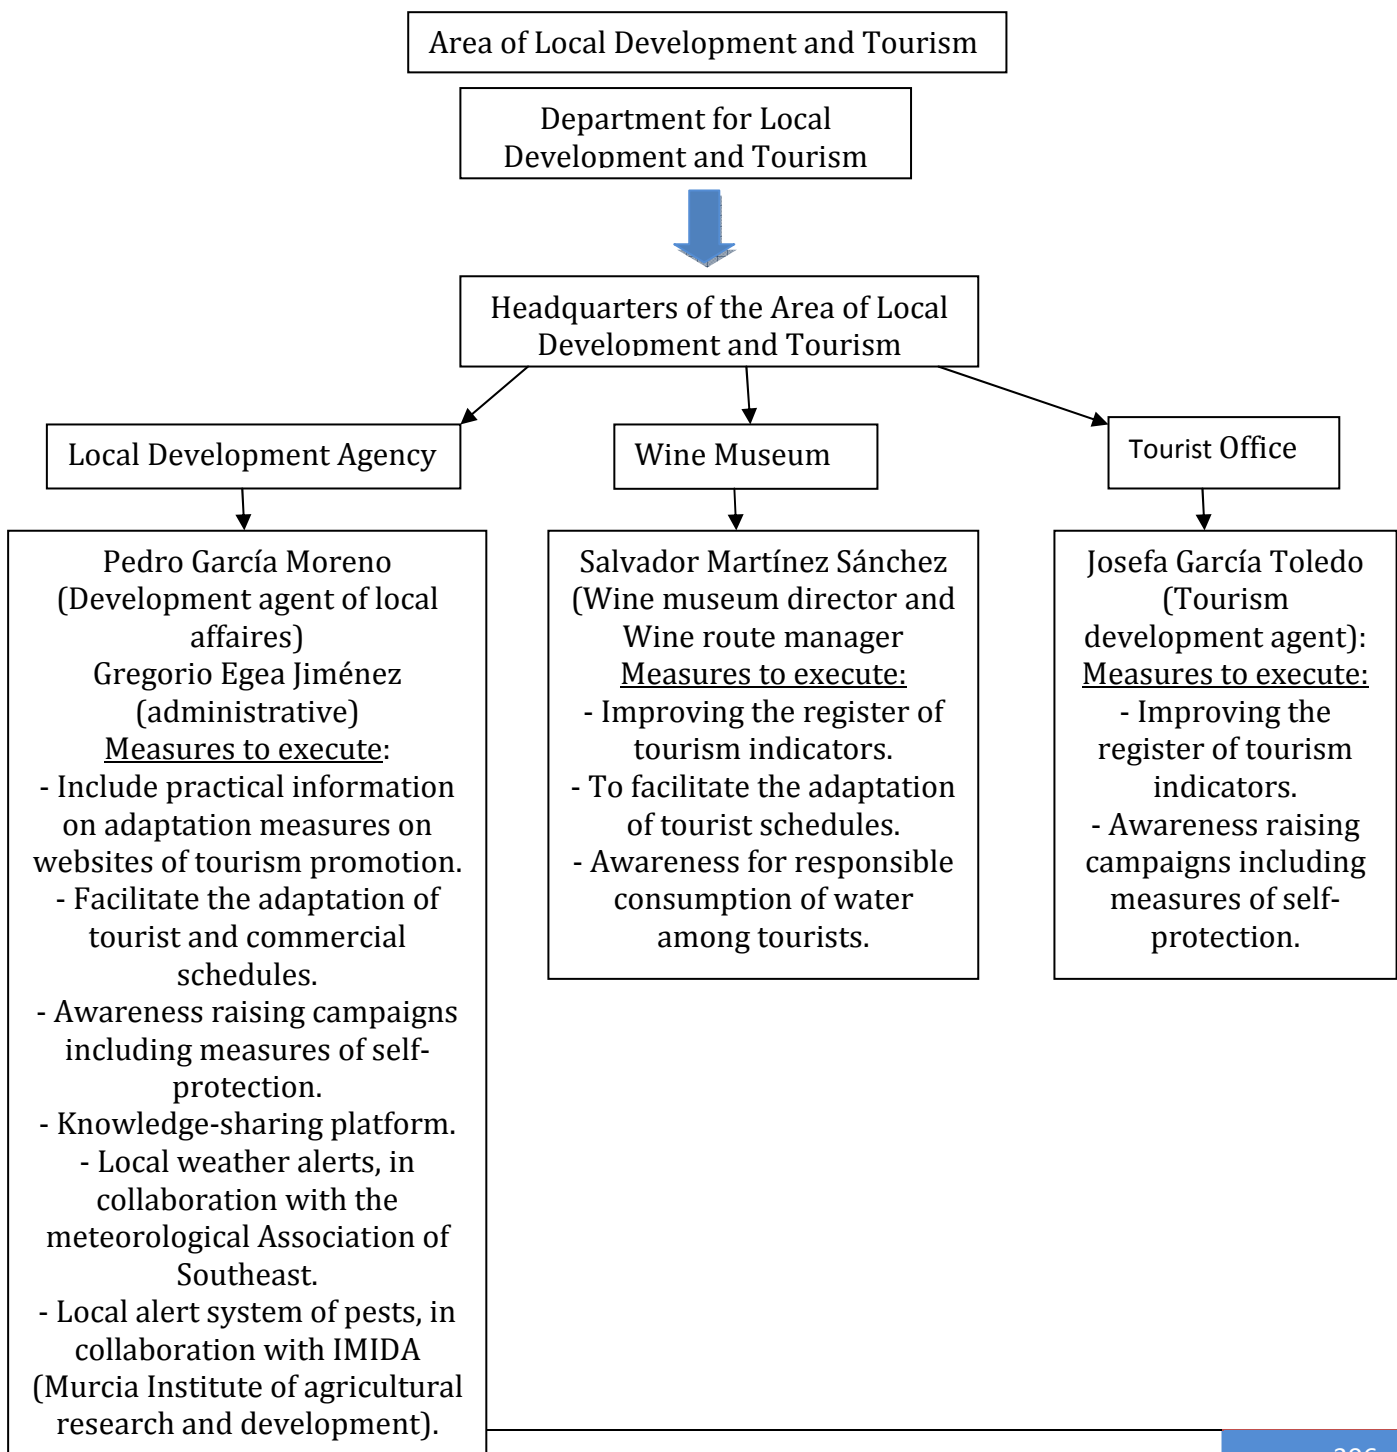 Area of Local Development and Tourism
Department for Local
Development and Tourism
Headquarters of the Area of Local
Development and Tourism
Local Development Agency
Wine Museum
Tourist Office
Pedro García Moreno
(Development agent of local
affaires)
Gregorio Egea Jiménez
(administrative)
Measures to execute:
- Include practical information
on adaptation measures on
websites of tourism promotion.
- Facilitate the adaptation of
tourist and commercial
schedules.
- Awareness raising campaigns
including measures of self-
protection.
- Knowledge-sharing platform.
- Local weather alerts, in
collaboration with the
meteorological Association of
Southeast.
- Local alert system of pests, in
collaboration with IMIDA
(Murcia Institute of agricultural
research and development).
Salvador Martínez Sánchez
(Wine museum director and
Wine route manager
Measures to execute:
- Improving the register of
tourism indicators.
- To facilitate the adaptation
of tourist schedules.
- Awareness for responsible
consumption of water
among tourists.
Josefa García Toledo
(Tourism
development agent):
Measures to execute:
- Improving the
register of tourism
indicators.
- Awareness raising
campaigns including
measures of self-
protection.